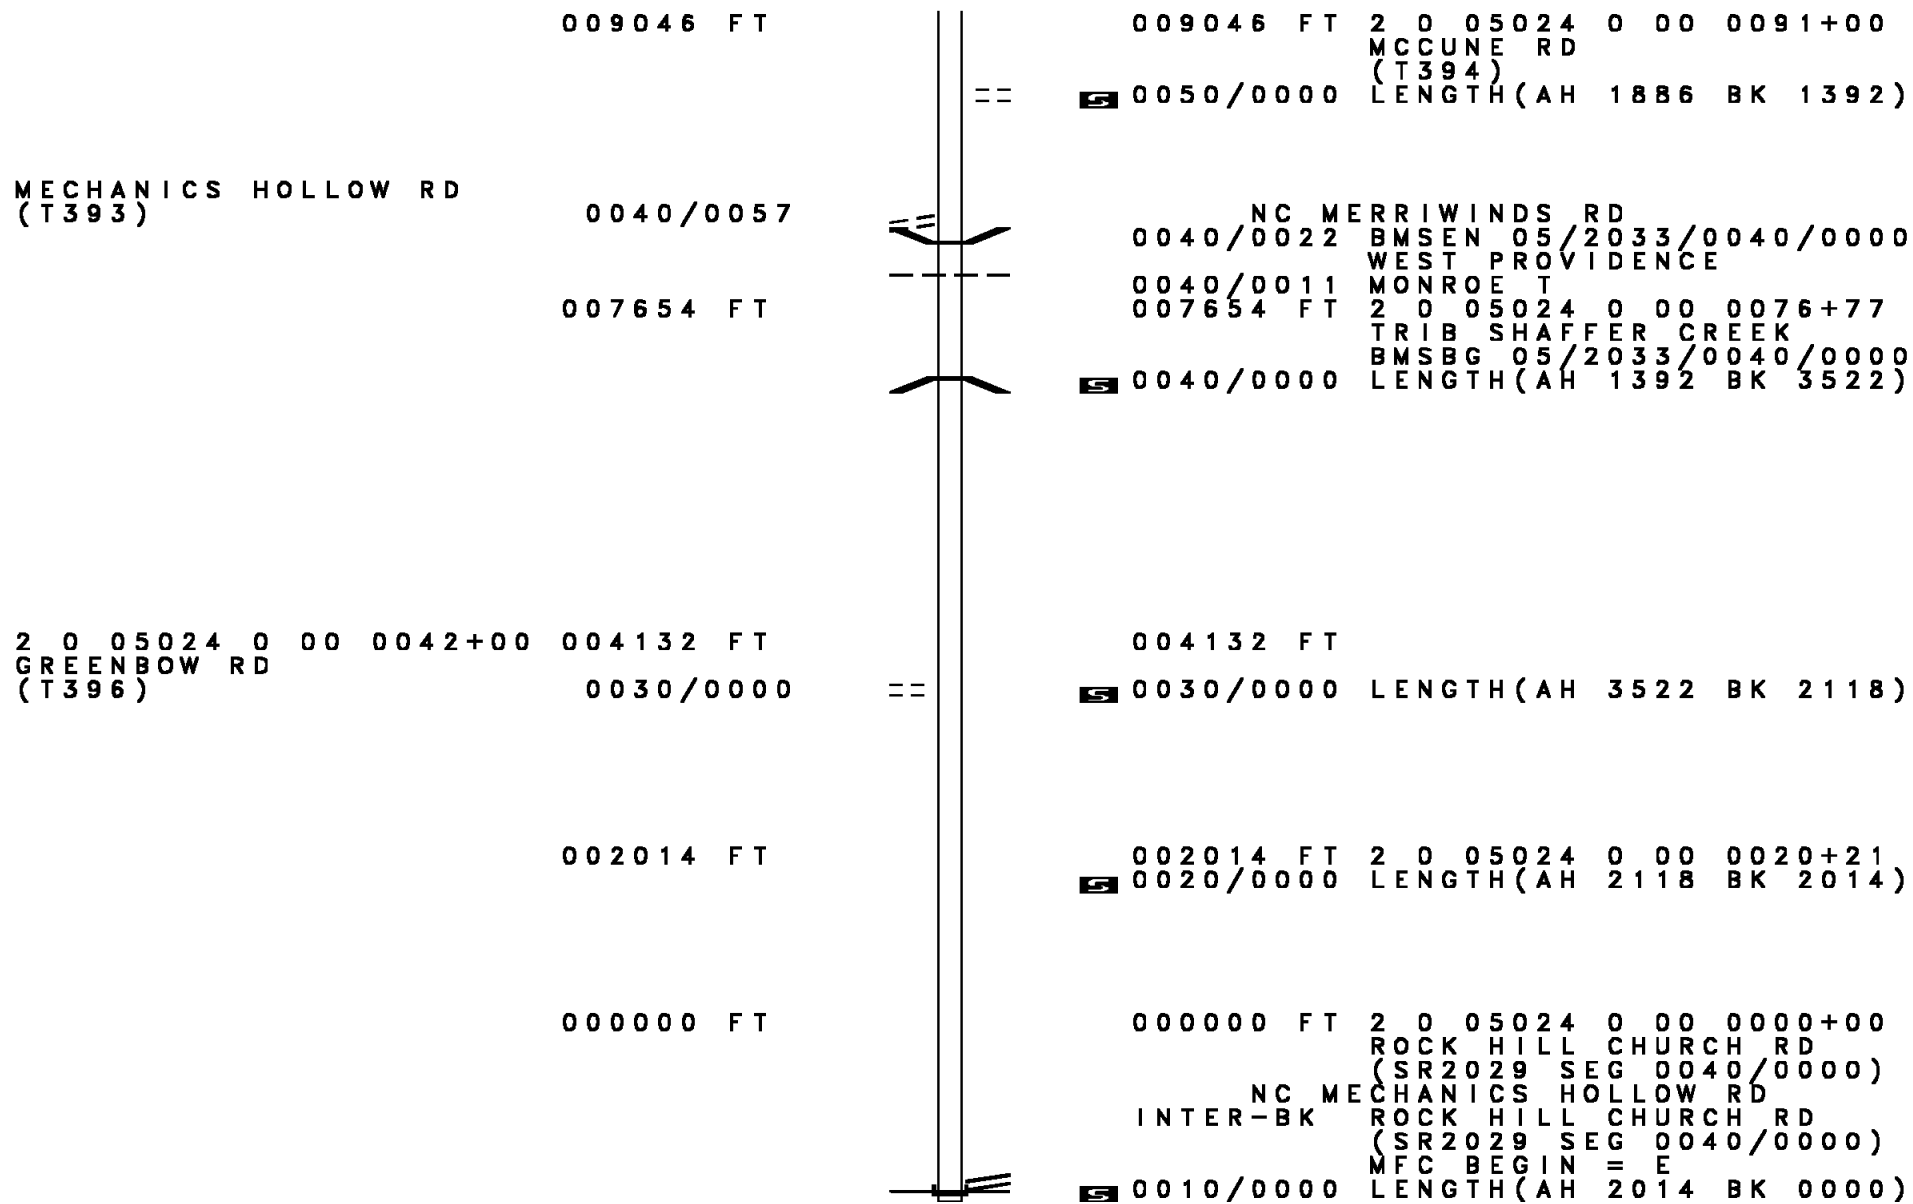 009046 FT 009046 FT 2 0 05024 0 00 0091+00
MCCUNE RD
(T394)
S 0050/0000 LENGTH(AH 1886 BK 1392)
MECHANICS HOLLOW RD
(T393) 0040/0057 NC MERRIWINDS RD
0040/0022 BMSEN 05/2033/0040/0000
WEST PROVIDENCE
0040/0011 MONROE T
007654 FT 007654 FT 2 0 05024 0 00 0076+77
TRIB SHAFFER CREEK
BMSBG 05/2033/0040/0000
S 0040/0000 LENGTH(AH 1392 BK 3522)
2 0 05024 0 00 0042+00 004132 FT 004132 FT
GREENBOW RD
(T396) 0030/0000 S 0030/0000 LENGTH(AH 3522 BK 2118)
002014 FT 002014 FT 2 0 05024 0 00 0020+21
S 0020/0000 LENGTH(AH 2118 BK 2014)
000000 FT 000000 FT 2 0 05024 0 00 0000+00
ROCK HILL CHURCH RD
(SR2029 SEG 0040/0000)
NC MECHANICS HOLLOW RD
INTER-BK ROCK HILL CHURCH RD
(SR2029 SEG 0040/0000)
MFC BEGIN = E
S 0010/0000 LENGTH(AH 2014 BK 0000)